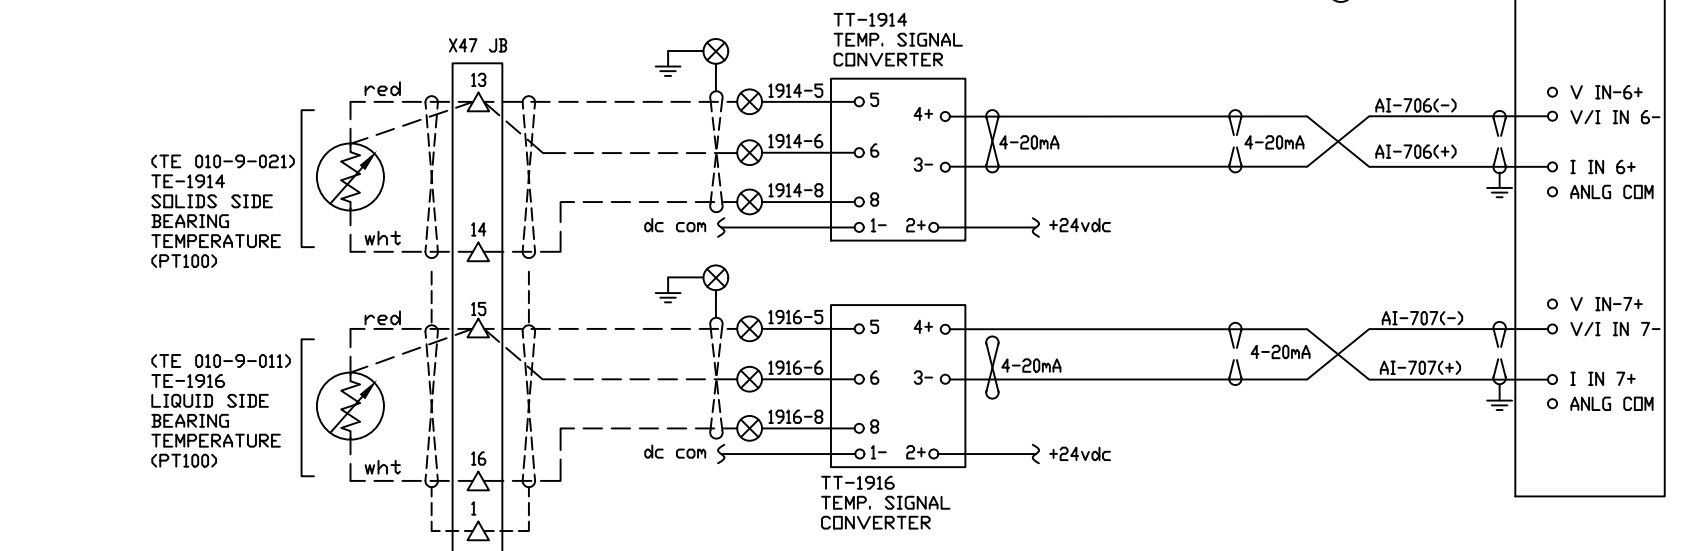 TT-1914
TEMP. SIGNAL
CONVERTER
X47 JB
13
red
1914-5
5
4+
4-20mA
4-20mA
AI-706(-)
V IN-6+
V/I IN 6-
1914-6
6
3-
AI-706(+)
I IN 6+
ANLG COM
(TE 010-9-021)
TE-1914
SOLIDS SIDE
BEARING
TEMPERATURE
(PT100)
1914-8
8
dc com
1-
2+
+24vdc
14
wht
15
red
1916-5
5
4+
4-20mA
4-20mA
AI-707(-)
V IN-7+
V/I IN 7-
1916-6
6
3-
AI-707(+)
I IN 7+
ANLG COM
(TE 010-9-011)
TE-1916
LIQUID SIDE
BEARING
TEMPERATURE
(PT100)
1916-8
8
dc com
1-
2+
+24vdc
16
wht
1
TT-1916
TEMP. SIGNAL
CONVERTER